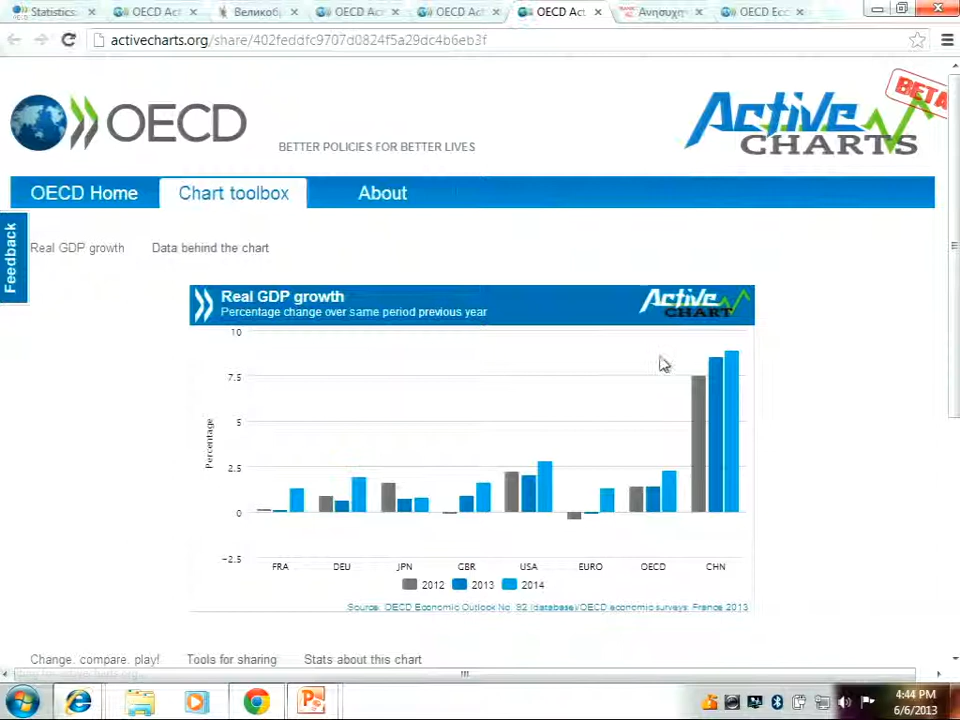 Statistics
OECD Act
Великоб
OECD Act
OECD Act
OECD Act
Ανησυχη
OECD Ecc
activecharts.org/share/402feddfc9707d0824f5a29dc4b6eb3f
OECD
BETTER POLICIES FOR BETTER LIVES
Active
CHARTS
BETA
OECD Home
Chart toolbox
About
Feedback
Real GDP growth
Data behind the chart
Real GDP growth
Percentage change over same period previous year
Active
CHART
10
7.5
5
2.5
0
−2.5
Percentage
FRA
DEU
JPN
GBR
USA
EURO
OECD
CHN
2012
2013
2014
Source: OECD Economic Outlook No. 92 (database)/OECD economic surveys: France 2013
Change, compare, play!
Tools for sharing
Stats about this chart
4:44 PM
6/6/2013